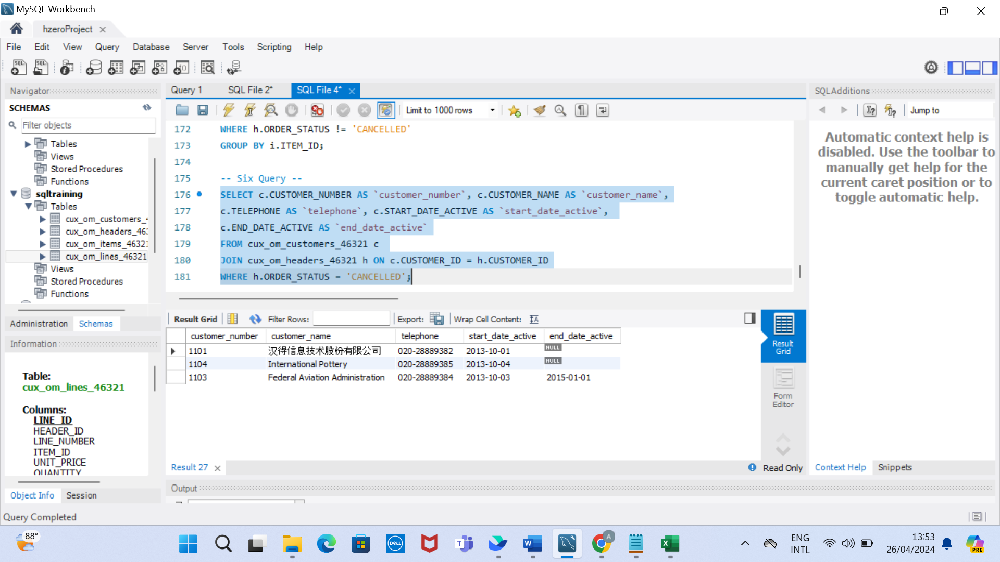 MySQL Workbench
hzeroProject
File Edit View Query Database Server Tools Scripting Help
Navigator
SCHEMAS
Filter objects
Tables
Views
Stored Procedures
Functions
sqltraining
Tables
cux_om_customers_
cux_om_headers_46
cux_om_items_4632
cux_om_lines_46321
Views
Stored Procedures
Functions
Administration Schemas
Information
Table:
cux_om_lines_46321
Columns:
LINE_ID
HEADER_ID
LINE_NUMBER
ITEM_ID
UNIT_PRICE
QUANTITY
Object Info Session
Query 1 SQL File 2* SQL File 4*
Limit to 1000 rows
172 WHERE h.ORDER_STATUS != 'CANCELLED'
173 GROUP BY i.ITEM_ID;
174
175 -- Six Query --
176 SELECT c.CUSTOMER_NUMBER AS `customer_number`, c.CUSTOMER_NAME AS `customer_name`,
177 c.TELEPHONE AS `telephone`, c.START_DATE_ACTIVE AS `start_date_active`,
178 c.END_DATE_ACTIVE AS `end_date_active`
179 FROM cux_om_customers_46321 c
180 JOIN cux_om_headers_46321 h ON c.CUSTOMER_ID = h.CUSTOMER_ID
181 WHERE h.ORDER_STATUS = 'CANCELLED';
Result Grid Filter Rows: Export: Wrap Cell Content:
customer_number customer_name telephone start_date_active end_date_active
1101 汉得信息技术股份有限公司 020-28889382 2013-10-01 NULL
1104 International Pottery 020-28889385 2013-10-04 NULL
1103 Federal Aviation Administration 020-28889384 2013-10-03 2015-01-01
Result Grid
Form Editor
Result 27
Read Only
Output
SQLAdditions
Jump to
Automatic context help is
disabled. Use the toolbar to
manually get help for the
current caret position or to
toggle automatic help.
Context Help Snippets
Query Completed
88°
DELL
T
W
A
X
ENG
INTL
13:53
26/04/2024
PRE